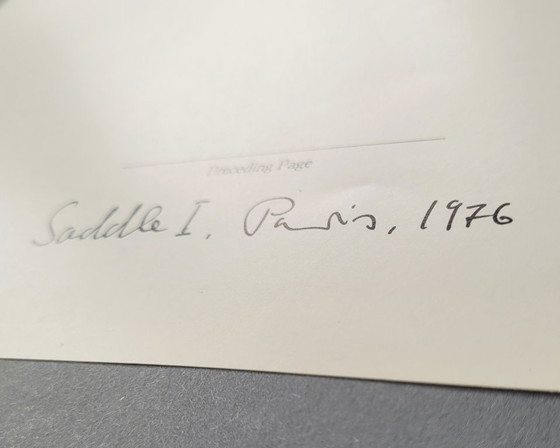 Preceding Page
Saddle I, Paris, 1976